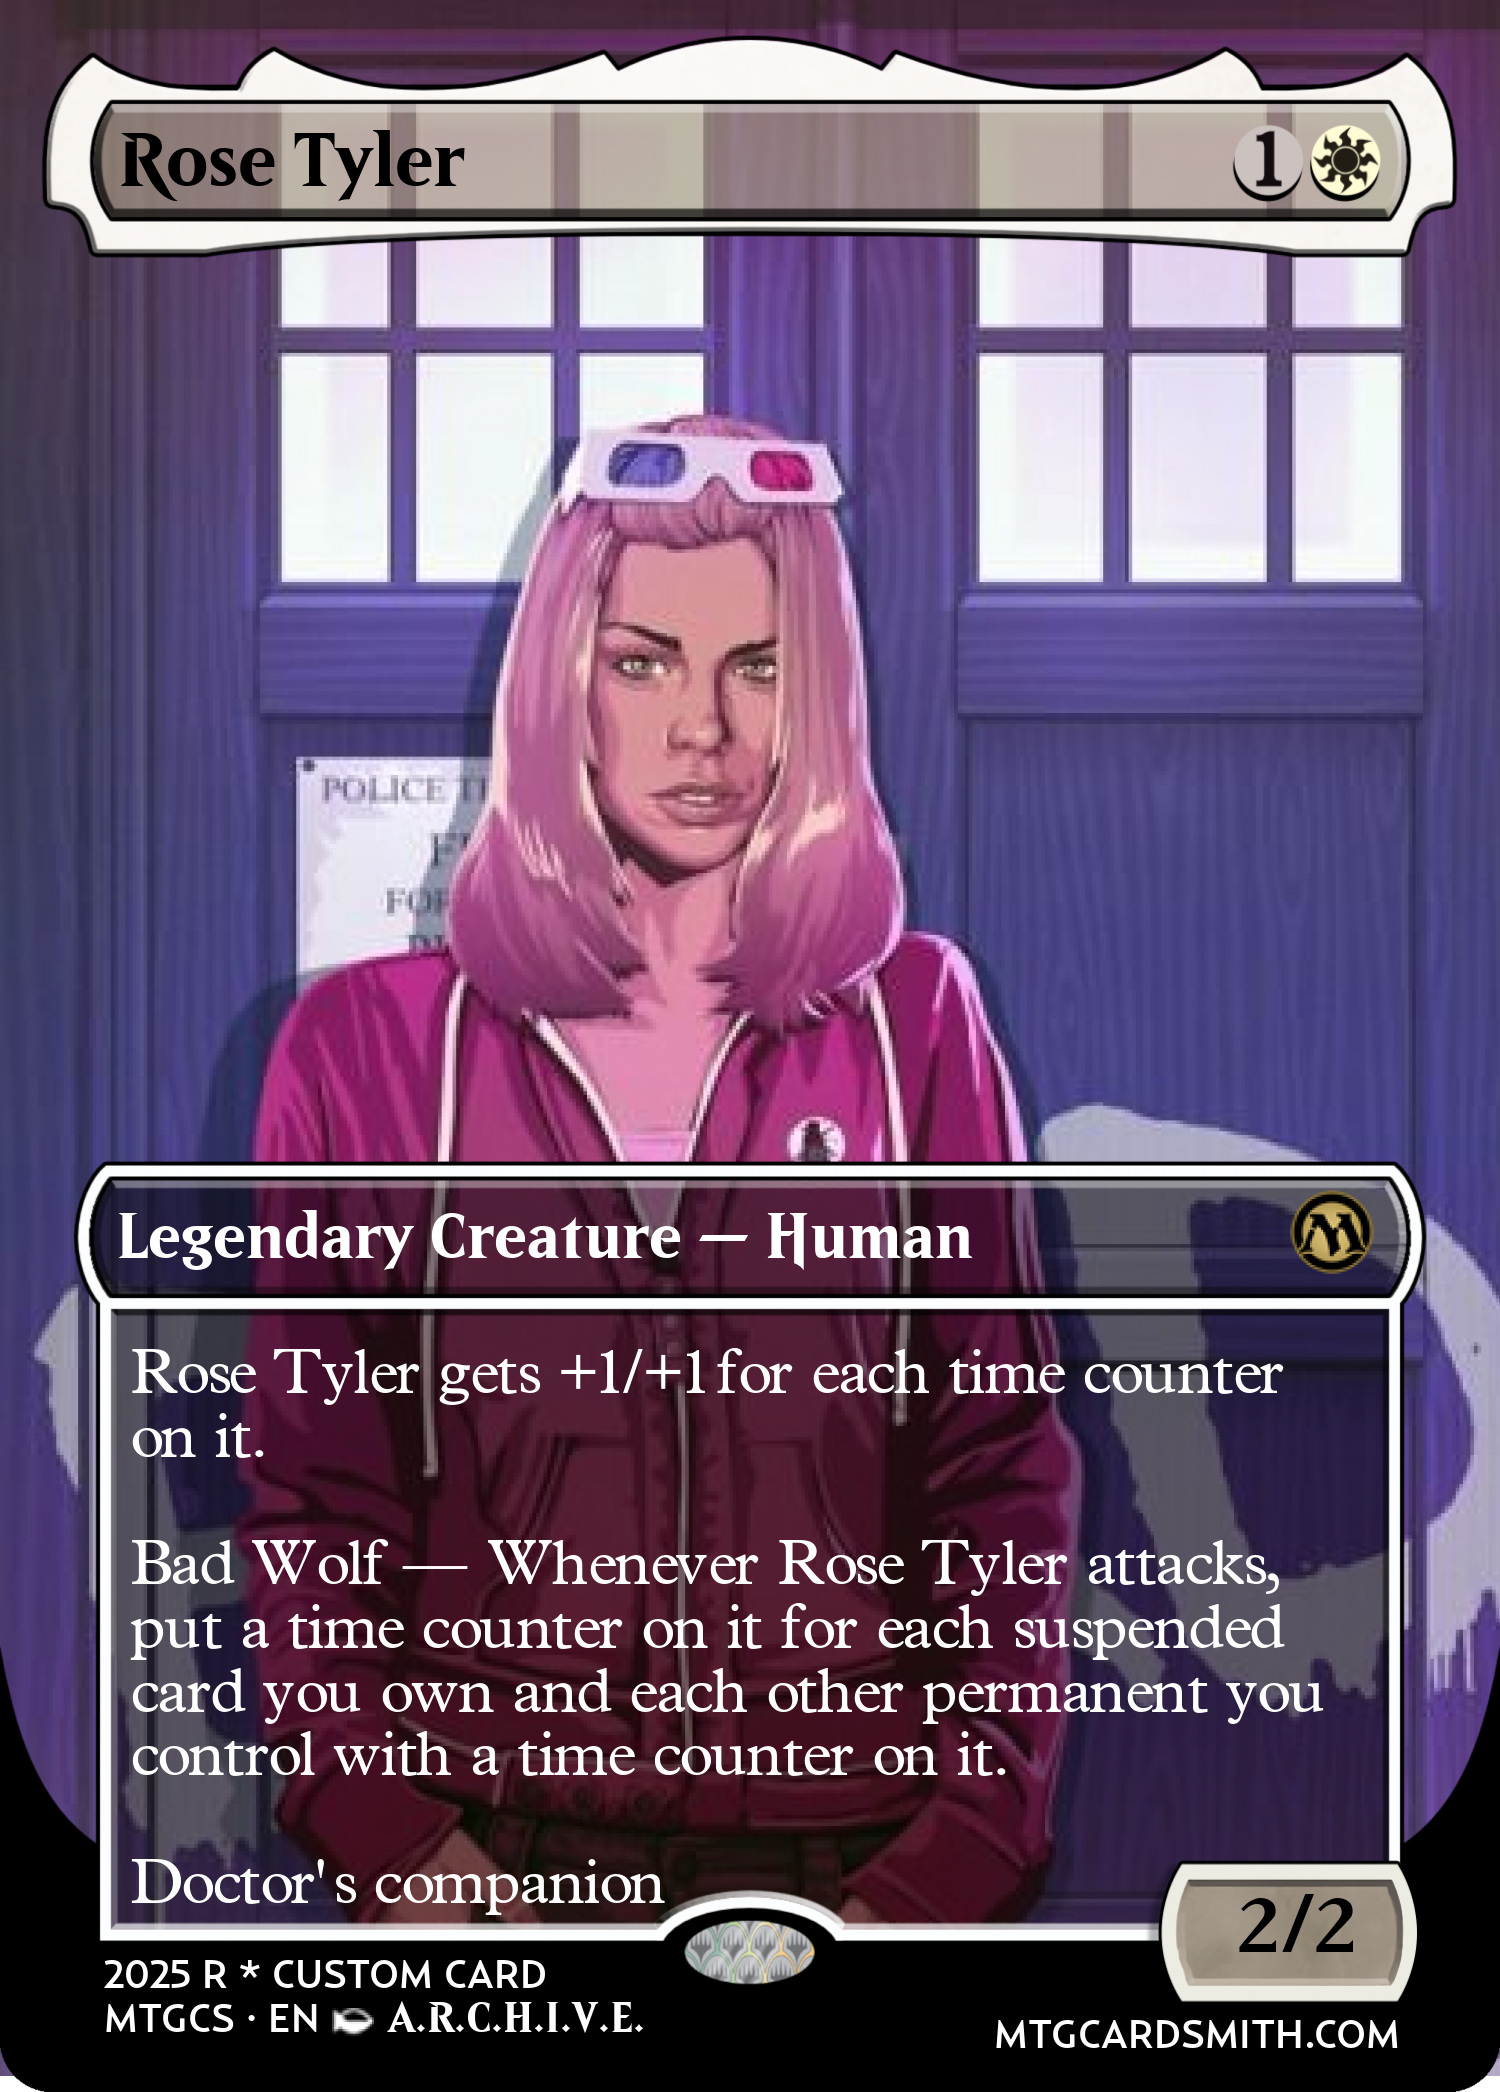 Rose Tyler 1
POLICE
FOR
Legendary Creature — Human
Rose Tyler gets +1/+1 for each time counter
on it.
Bad Wolf — Whenever Rose Tyler attacks,
put a time counter on it for each suspended
card you own and each other permanent you
control with a time counter on it.
Doctor's companion
2/2
2025 R * CUSTOM CARD
MTGCS · EN A.R.C.H.I.V.E.
MTGCARDSMITH.COM